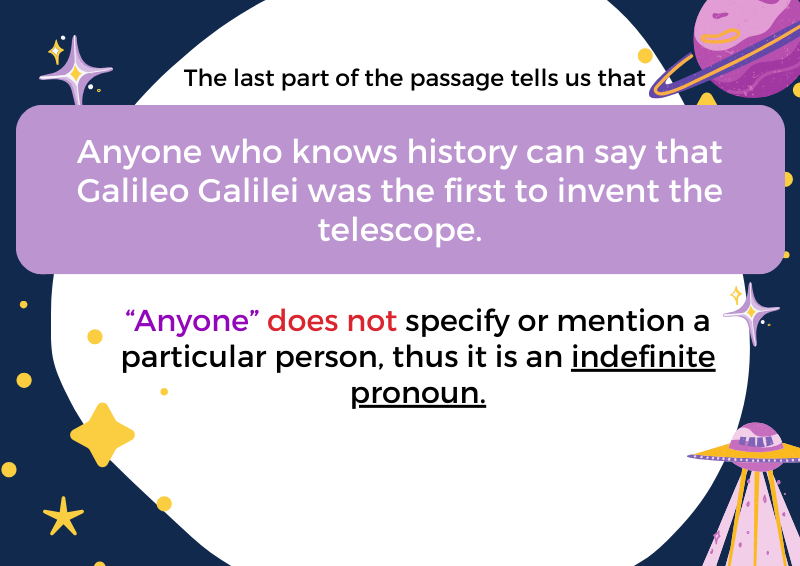 The last part of the passage tells us that
Anyone who knows history can say that
Galileo Galilei was the first to invent the
telescope.
“Anyone” does not specify or mention a
particular person, thus it is an indefinite
pronoun.